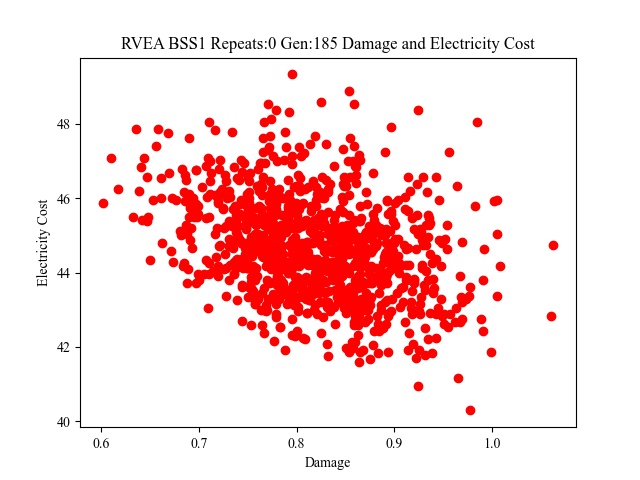 RVEA BSS1 Repeats:0 Gen:185 Damage and Electricity Cost
Electricity Cost
48
46
44
42
40
0.6 0.7 0.8 0.9 1.0
Damage